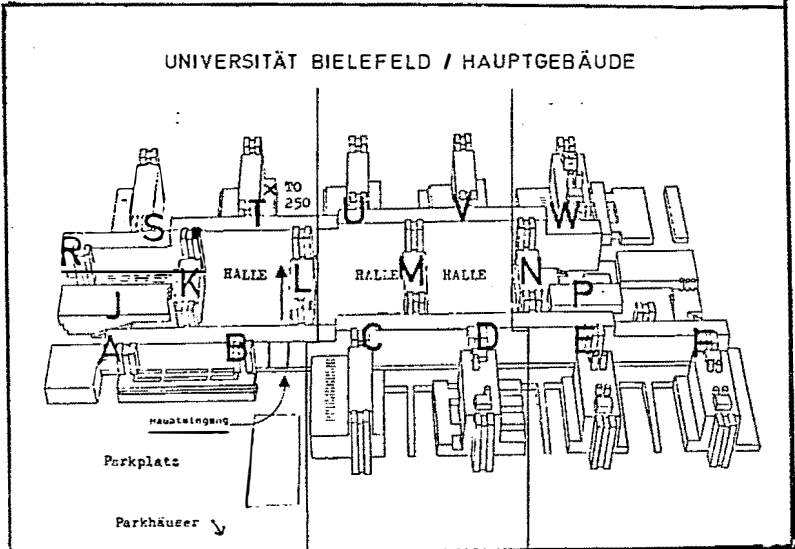 UNIVERSITÄT BIELEFELD / HAUPTGEBÄUDE
X TO
250
S T U V W
R
K HALLE L HALLE M HALLE N
J P
A B C D E F
Haupteingang
Parkplatz
Parkhäuser